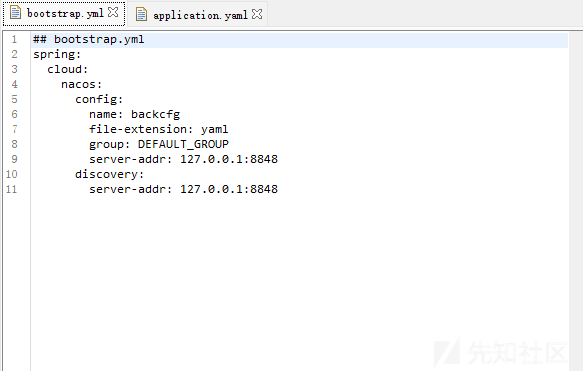 bootstrap.yml application.yaml
1 ## bootstrap.yml
2 spring:
3   cloud:
4     nacos:
5       config:
6         name: backcfg
7         file-extension: yaml
8         group: DEFAULT_GROUP
9         server-addr: 127.0.0.1:8848
10       discovery:
11         server-addr: 127.0.0.1:8848
先知社区